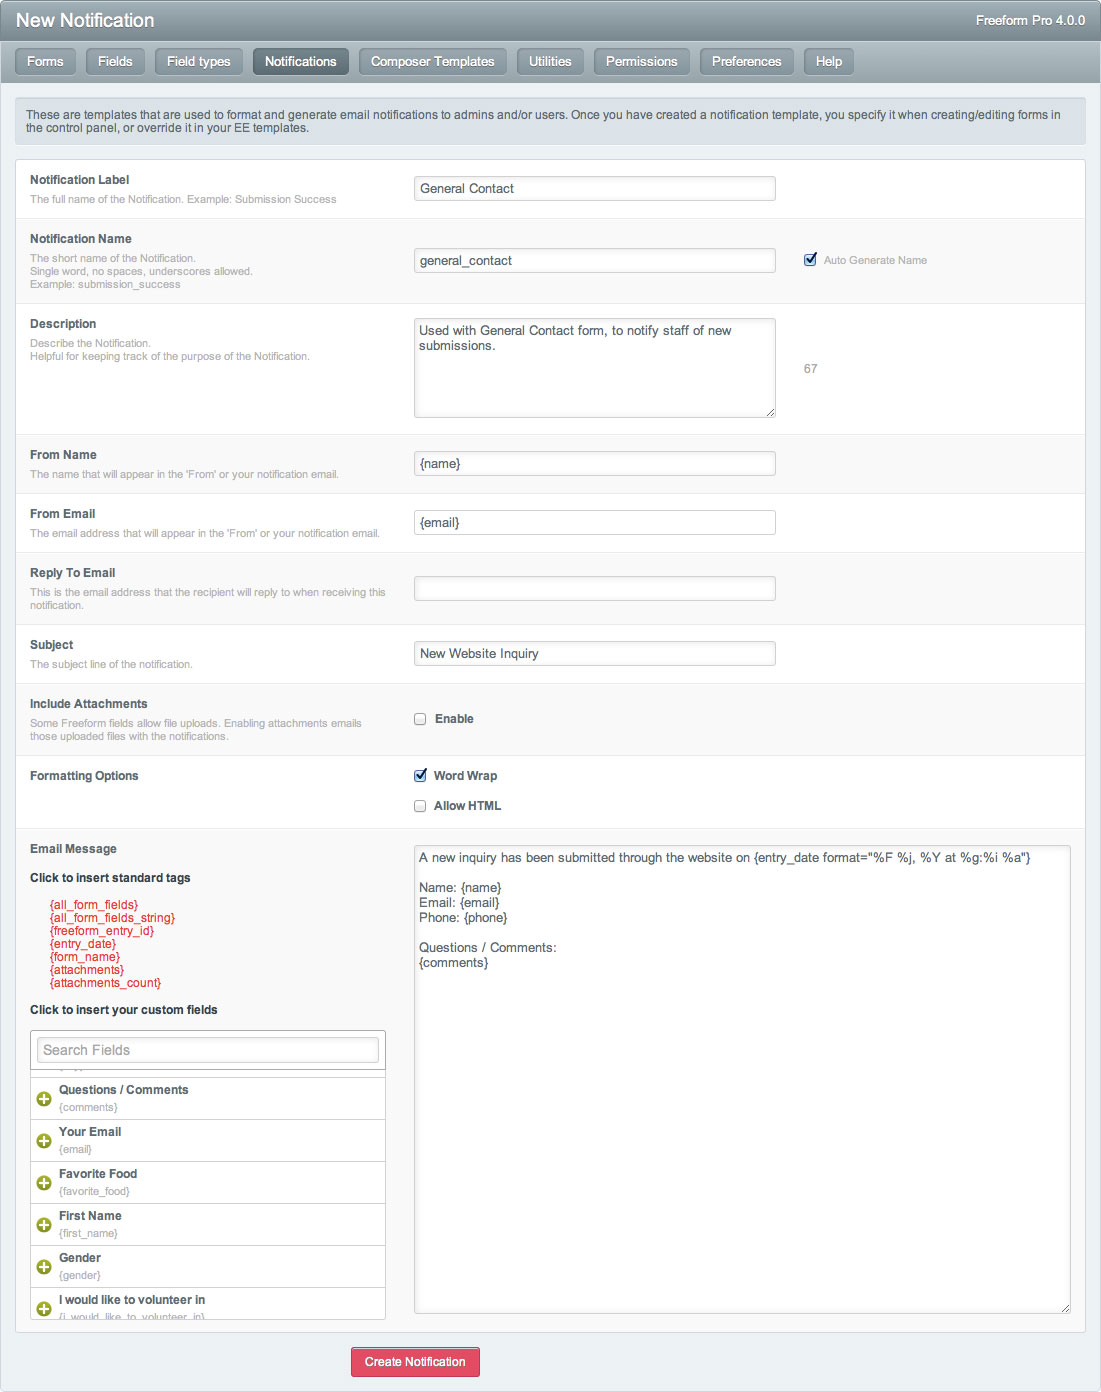 New Notification
Freeform Pro 4.0.0
Forms
Fields
Field types
Notifications
Composer Templates
Utilities
Permissions
Preferences
Help
These are templates that are used to format and generate email notifications to admins and/or users. Once you have created a notification template, you specify it when creating/editing forms in
the control panel, or override it in your EE templates.
Notification Label
The full name of the Notification. Example: Submission Success
General Contact
Notification Name
The short name of the Notification.
Single word, no spaces, underscores allowed.
Example: submission_success
general_contact
Auto Generate Name
Description
Describe the Notification.
Helpful for keeping track of the purpose of the Notification.
Used with General Contact form, to notify staff of new
submissions.
67
From Name
The name that will appear in the 'From' or your notification email.
{name}
From Email
The email address that will appear in the 'From' or your notification email.
{email}
Reply To Email
This is the email address that the recipient will reply to when receiving this
notification.
Subject
The subject line of the notification.
New Website Inquiry
Include Attachments
Some Freeform fields allow file uploads. Enabling attachments emails
those uploaded files with the notifications.
Enable
Formatting Options
Word Wrap
Allow HTML
Email Message
Click to insert standard tags
{all_form_fields}
{all_form_fields_string}
{freeform_entry_id}
{entry_date}
{form_name}
{attachments}
{attachments_count}
Click to insert your custom fields
Search Fields
Questions / Comments
{comments}
Your Email
{email}
Favorite Food
{favorite_food}
First Name
{first_name}
Gender
{gender}
I would like to volunteer in
{i_would_like_to_volunteer_in}
A new inquiry has been submitted through the website on {entry_date format="%F %j, %Y at %g:%i %a"}
Name: {name}
Email: {email}
Phone: {phone}
Questions / Comments:
{comments}
Create Notification